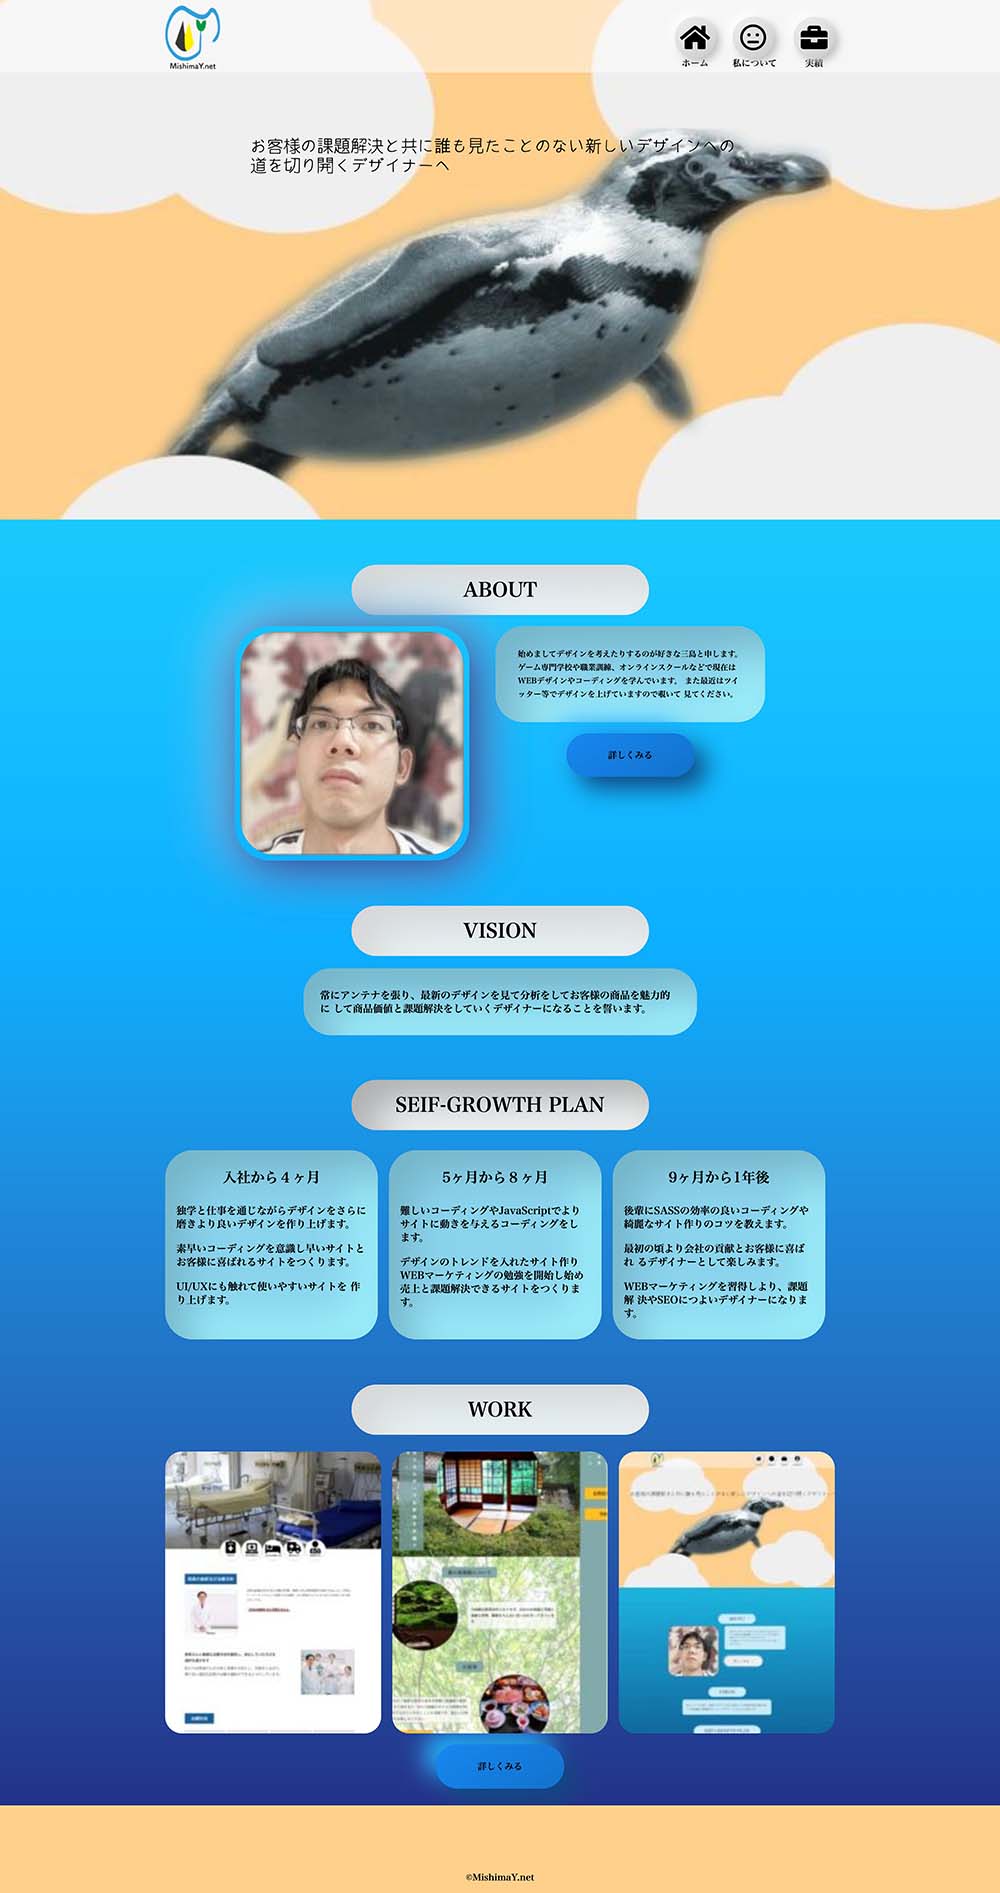 MishimaY.net
ホーム
私について
実績
お客様の課題解決と共に誰も見たことのない新しいデザインへの
道を切り開くデザイナーへ
ABOUT
始めましてデザインを考えたりするのが好きな三島と申します。
ゲーム専門学校や職業訓練、オンラインスクールなどで現在は
WEBデザインやコーディングを学んでいます。 また最近はツイ
ッター等でデザインを上げていますので覗いて 見てください。
詳しくみる
VISION
常にアンテナを張り、最新のデザインを見て分析をしてお客様の商品を魅力的
に して商品価値と課題解決をしていくデザイナーになることを誓います。
SEIF-GROWTH PLAN
入社から４ヶ月
独学と仕事を通じながらデザインをさらに
磨きより良いデザインを作り上げます。
素早いコーディングを意識し早いサイトと
お客様に喜ばれるサイトをつくります。
UI/UXにも触れて使いやすいサイトを 作
り上げます。
5ヶ月から８ヶ月
難しいコーディングやJavaScriptでより
サイトに動きを与えるコーディングをし
ます。
デザインのトレンドを入れたサイト作り
WEBマーケティングの勉強を開始し始め
売上と課題解決できるサイトをつくりま
す。
9ヶ月から1年後
後輩にSASSの効率の良いコーディングや
綺麗なサイト作りのコツを教えます。
最初の頃より会社の貢献とお客様に喜ば
れ るデザイナーとして楽しみます。
WEBマーケティングを習得しより、課題
解 決やSEOにつよいデザイナーになりま
す。
WORK
詳しくみる
©MishimaY.net